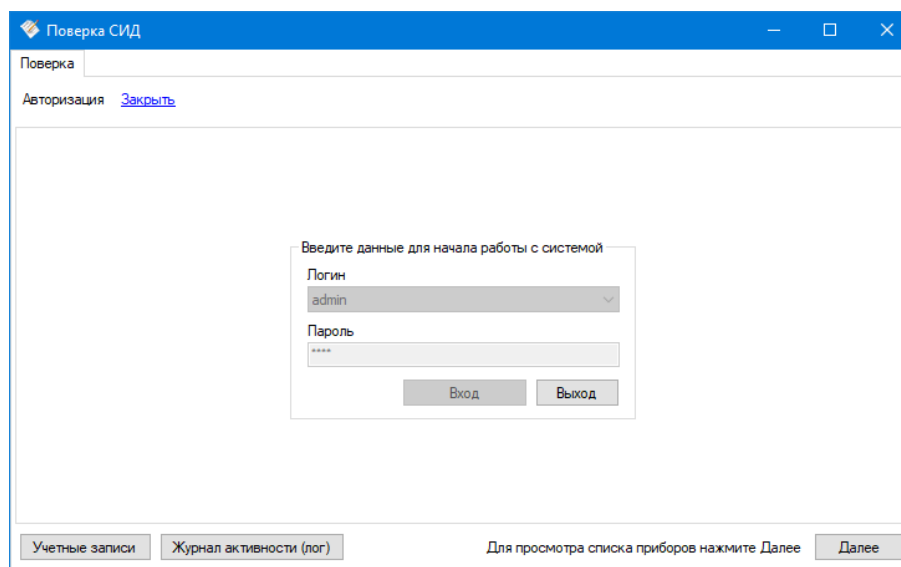 Поверка СИД
Поверка
Авторизация Закрыть
Введите данные для начала работы с системой
Логин
admin
Пароль
****
Вход Выход
Учетные записи Журнал активности (лог) Для просмотра списка приборов нажмите Далее Далее